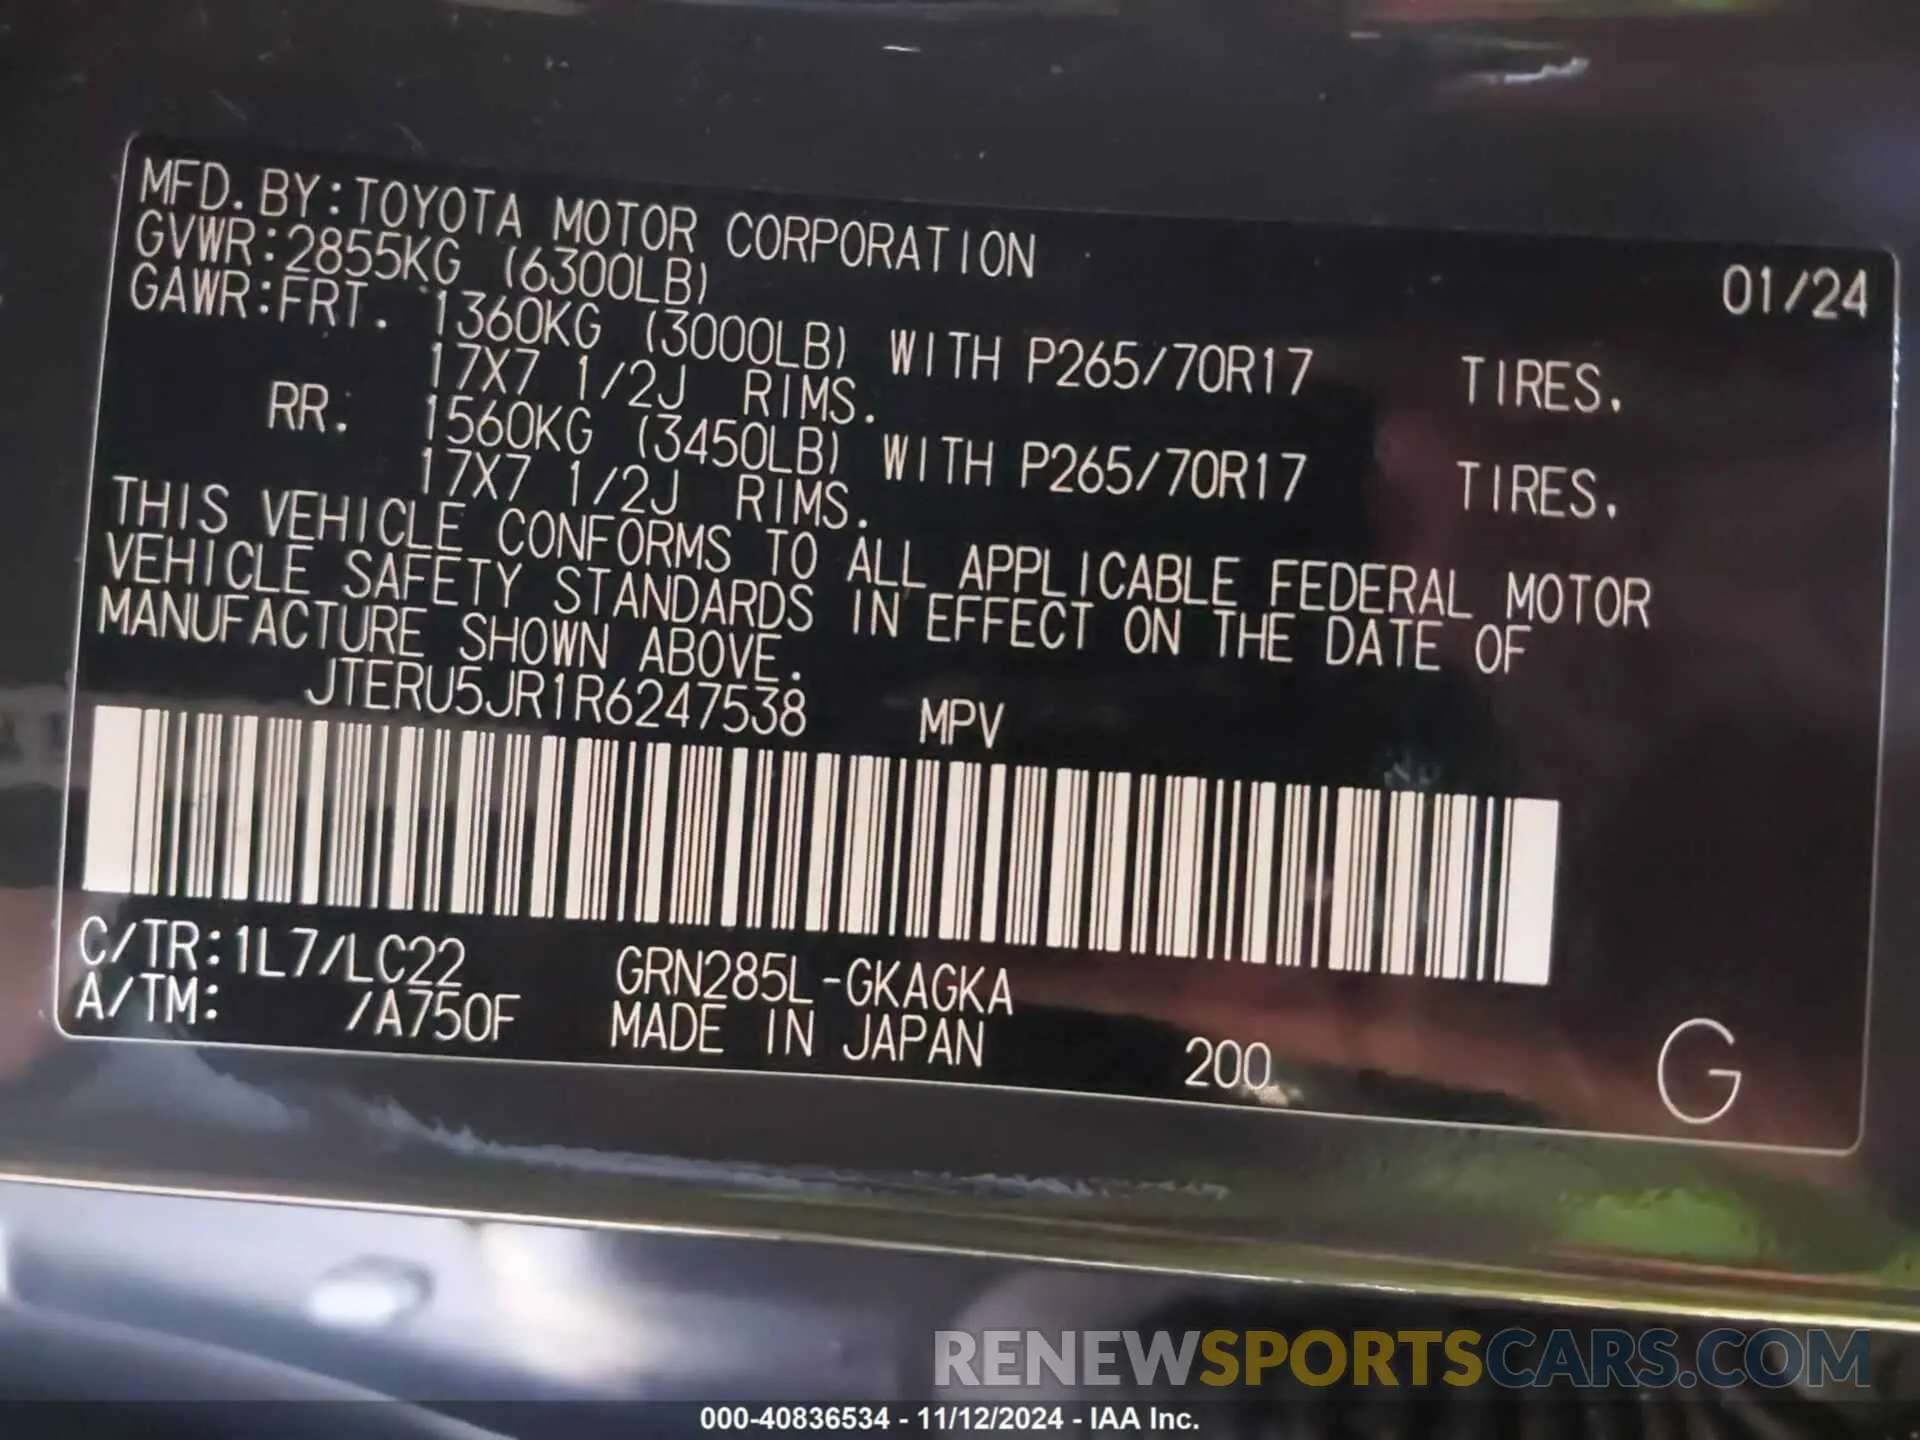 MFD. BY:TOYOTA MOTOR CORPORATION 01/24
GVWR:2855KG (6300LB)
GAWR:FRT. 1360KG (3000LB) WITH P265/70R17 TIRES.
17X7 1/2J RIMS.
RR. 1560KG (3450LB) WITH P265/70R17 TIRES.
17X7 1/2J RIMS.
THIS VEHICLE CONFORMS TO ALL APPLICABLE FEDERAL MOTOR
VEHICLE SAFETY STANDARDS IN EFFECT ON THE DATE OF
MANUFACTURE SHOWN ABOVE.
JTERU5JR1R6247538 MPV
C/TR:1L7/LC22 GRN285L-GKAGKA
A/TM: /A750F MADE IN JAPAN 200 G
RENEWSPORTSCARS.COM
000-40836534 - 11/12/2024 - IAA Inc.